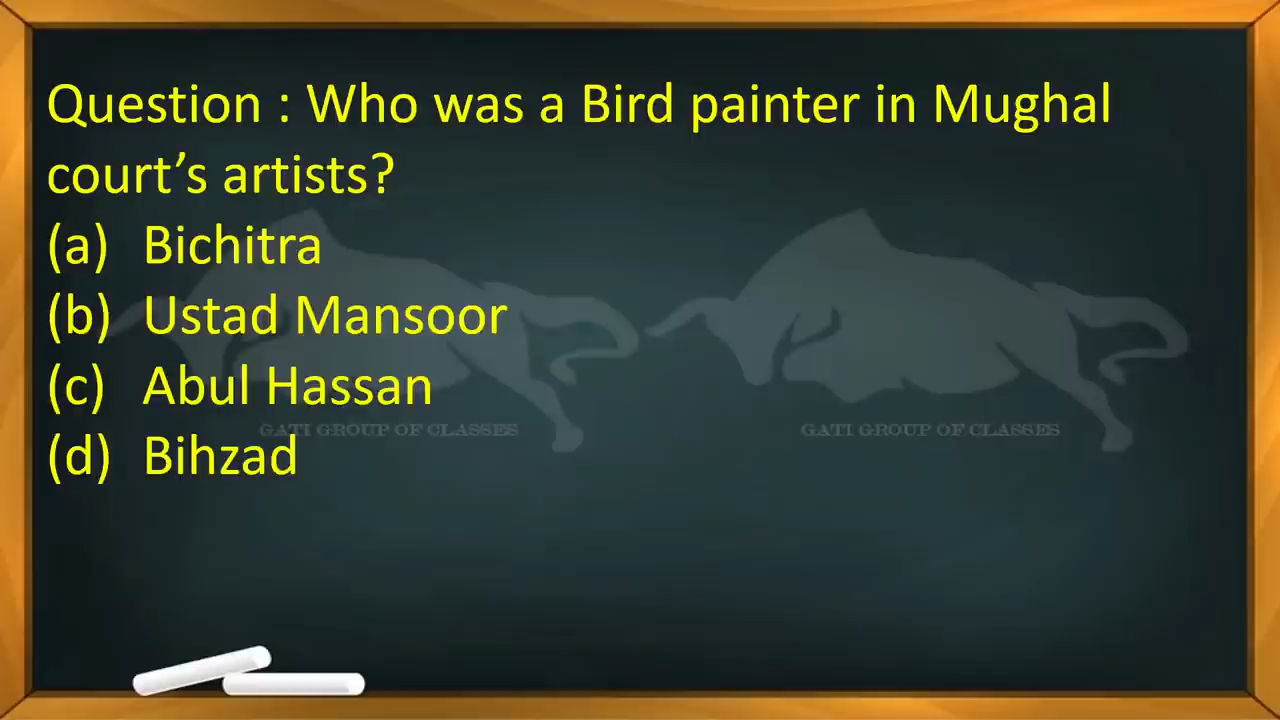 Question : Who was a Bird painter in Mughal
court’s artists?
(a) Bichitra
(b) Ustad Mansoor
(c) Abul Hassan
GATI GROUP OF CLASSES GATI GROUP OF CLASSES
(d) Bihzad